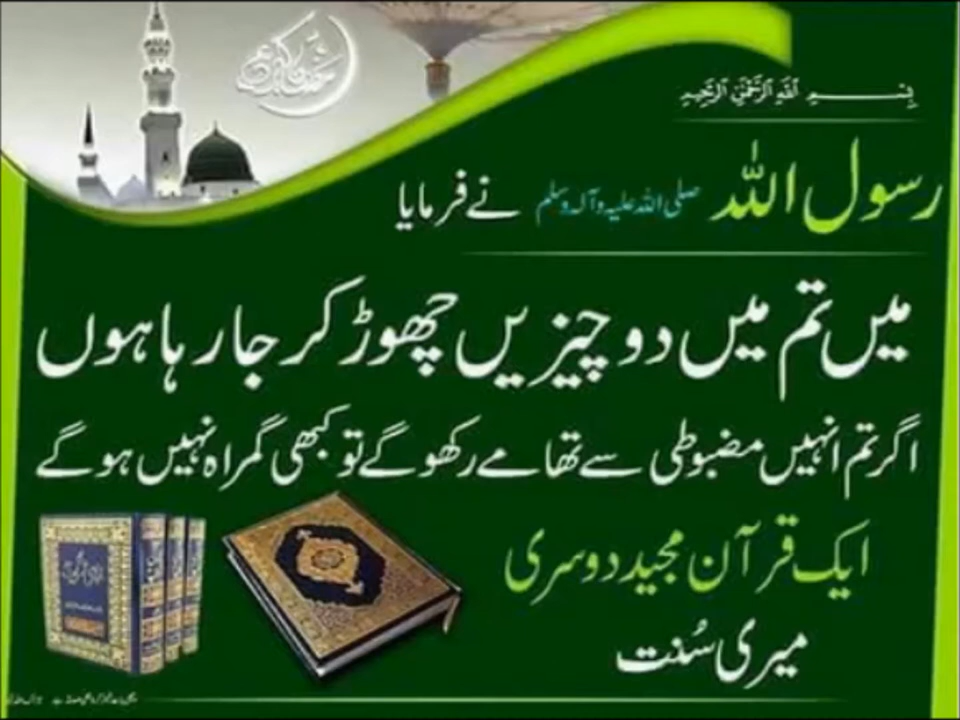 بسم اللہ الرحمن الرحیم
رسول اللہ صلی اللہ علیہ وآلہ وسلم نے فرمایا
میں تم میں دو چیزیں چھوڑ کر جا رہا ہوں
اگر تم انہیں مضبوطی سے تھامے رکھو گے تو کبھی گمراہ نہیں ہو گے
ایک قرآن مجید دوسری
میری سُنت